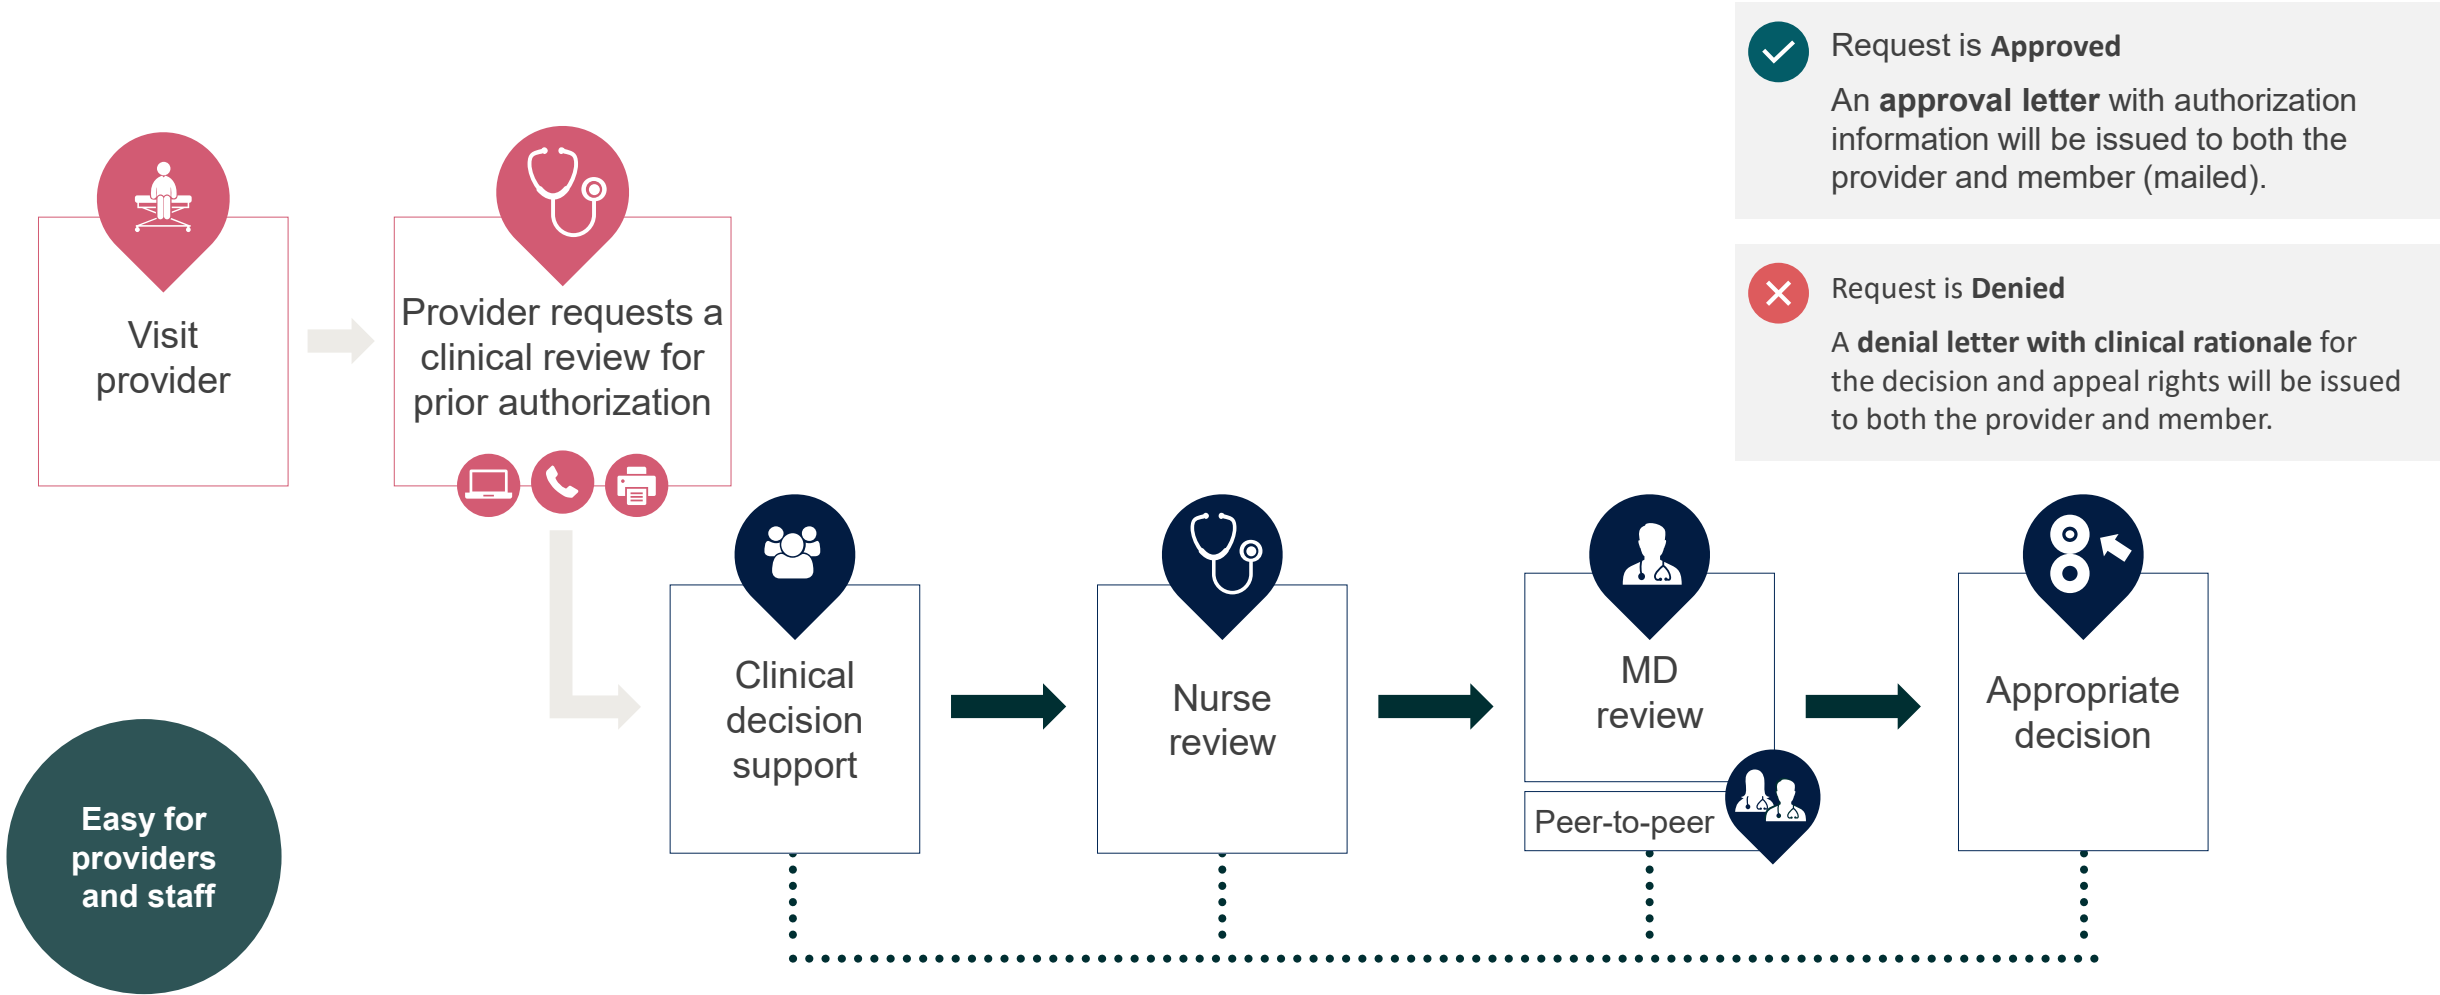 Request is Approved
An approval letter with authorization
information will be issued to both the
provider and member (mailed).
Request is Denied
A denial letter with clinical rationale for
the decision and appeal rights will be issued
to both the provider and member.
Visit
provider
Provider requests a
clinical review for
prior authorization
Clinical
decision
support
Nurse
review
MD
review
Peer-to-peer
Appropriate
decision
Easy for
providers
and staff